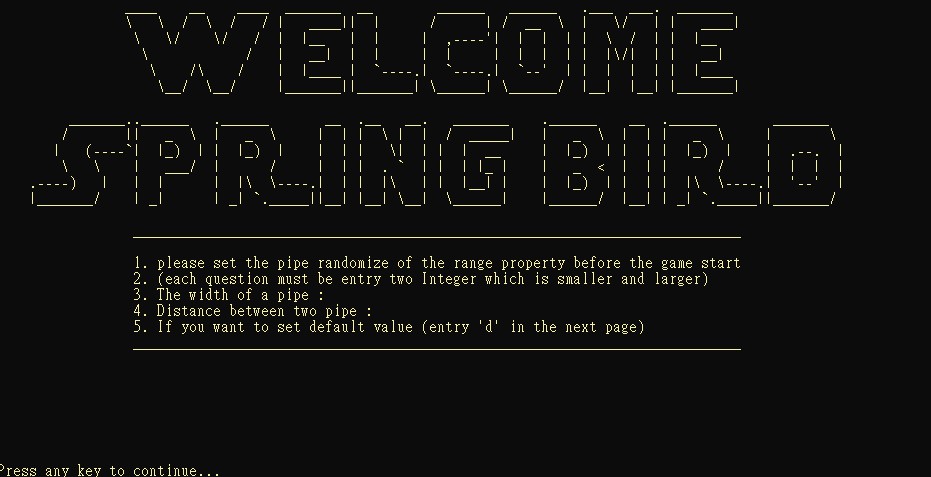 WELCOME
SPRING BIRD
1. please set the pipe randomize of the range property before the game start
2. (each question must be entry two Integer which is smaller and larger)
3. The width of a pipe :
4. Distance between two pipe :
5. If you want to set default value (entry 'd' in the next page)
Press any key to continue...